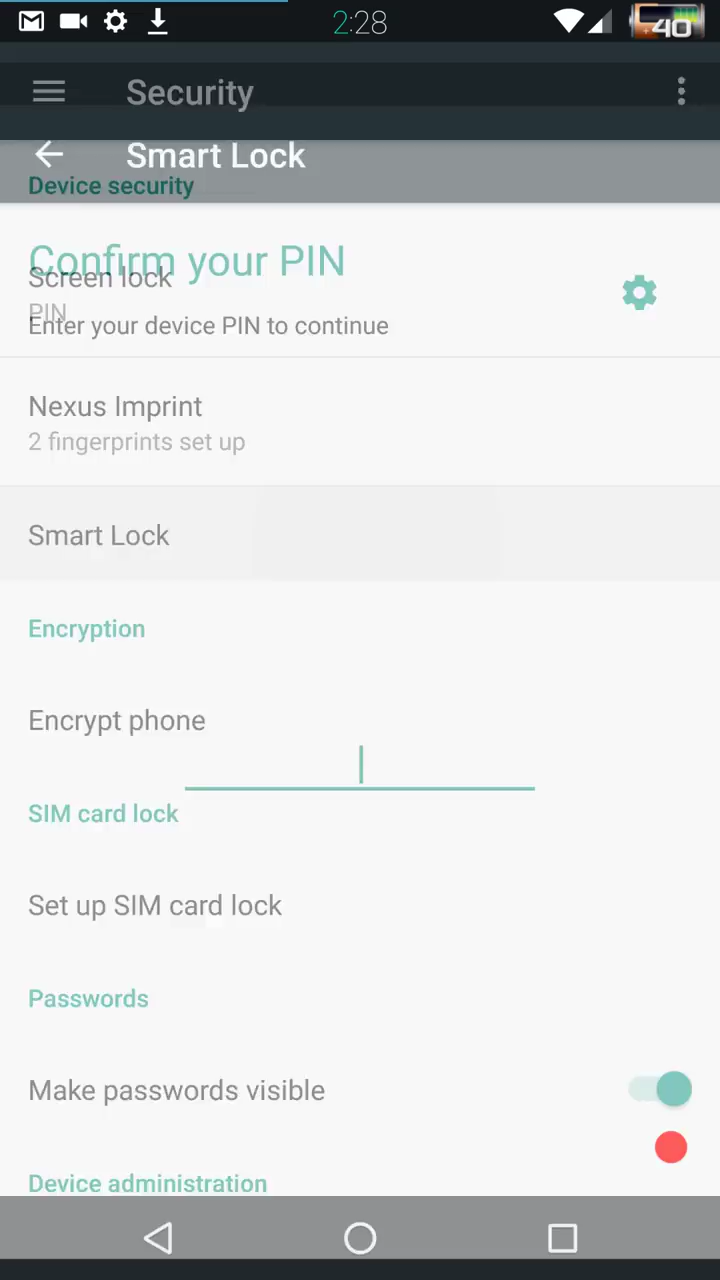 2:28
40
Security
Smart Lock
Device security
Confirm your PIN
Screen lock
PIN
Enter your device PIN to continue
Nexus Imprint
2 fingerprints set up
Smart Lock
Encryption
Encrypt phone
SIM card lock
Set up SIM card lock
Passwords
Make passwords visible
Device administration